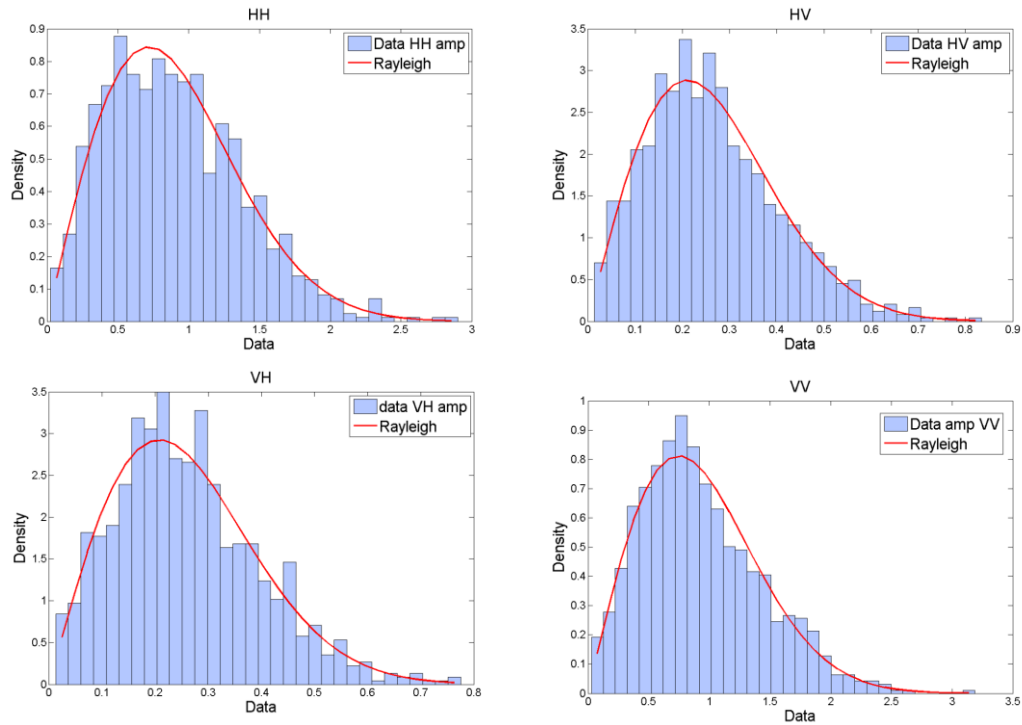 HH
0.9
0.8
0.7
0.6
0.5
0.4
0.3
0.2
0.1
0
Density
Data HH amp
Rayleigh
0 0.5 1 1.5 2 2.5 3
Data
HV
3.5
3
2.5
2
1.5
1
0.5
0
Density
Data HV amp
Rayleigh
0 0.1 0.2 0.3 0.4 0.5 0.6 0.7 0.8 0.9
Data
VH
3.5
3
2.5
2
1.5
1
0.5
0
Density
data VH amp
Rayleigh
0 0.1 0.2 0.3 0.4 0.5 0.6 0.7 0.8
Data
VV
1
0.9
0.8
0.7
0.6
0.5
0.4
0.3
0.2
0.1
0
Density
Data amp VV
Rayleigh
0 0.5 1 1.5 2 2.5 3 3.5
Data